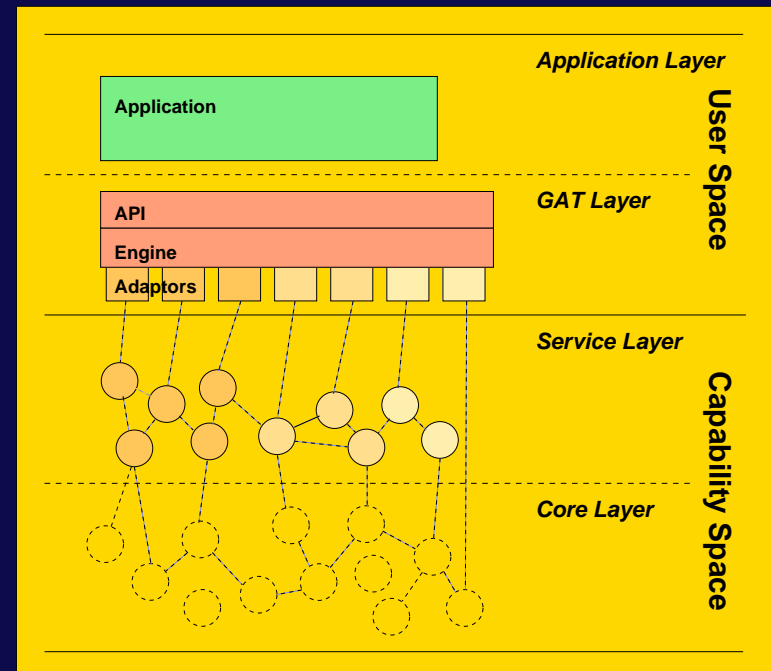 Application Layer
Application
User Space
GAT Layer
API
Engine
Adaptors
Service Layer
Capability Space
Core Layer